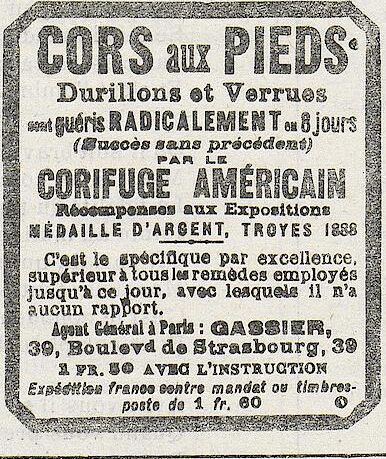 CORS aux PIEDS
Durillons et Verrues
sont guéris RADICALEMENT en 8 jours
(Succès sans précédent)
PAR LE
CORIFUGE AMÉRICAIN
Récompenses aux Expositions
MÉDAILLE D'ARGENT, TROYES 1888
C'est le spécifique par excellence,
supérieur à tous les remèdes employés
jusqu'à ce jour, avec lesquels il n'a
aucun rapport.
Agent Général à Paris : GASSIER,
39, Boulevd de Strasbourg, 39
1 FR. 50 AVEC L'INSTRUCTION
Expédition franco contre mandat ou timbres-
poste de 1 fr. 60